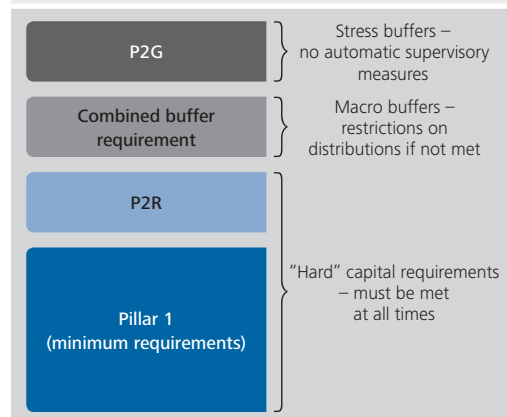 P2G
Stress buffers –
no automatic supervisory
measures
Combined buffer
requirement
Macro buffers –
restrictions on
distributions if not met
P2R
Pillar 1
(minimum requirements)
“Hard” capital requirements
– must be met
at all times